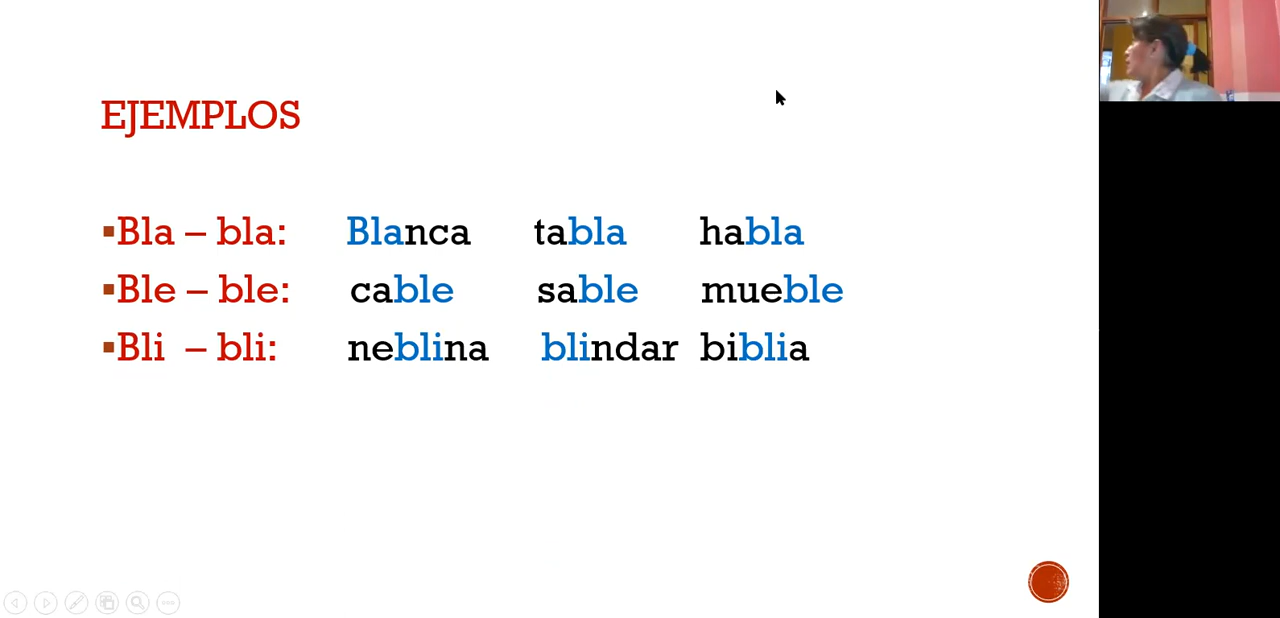 EJEMPLOS
Bla – bla: Blanca tabla habla
Ble – ble: cable sable mueble
Bli – bli: neblina blindar biblia